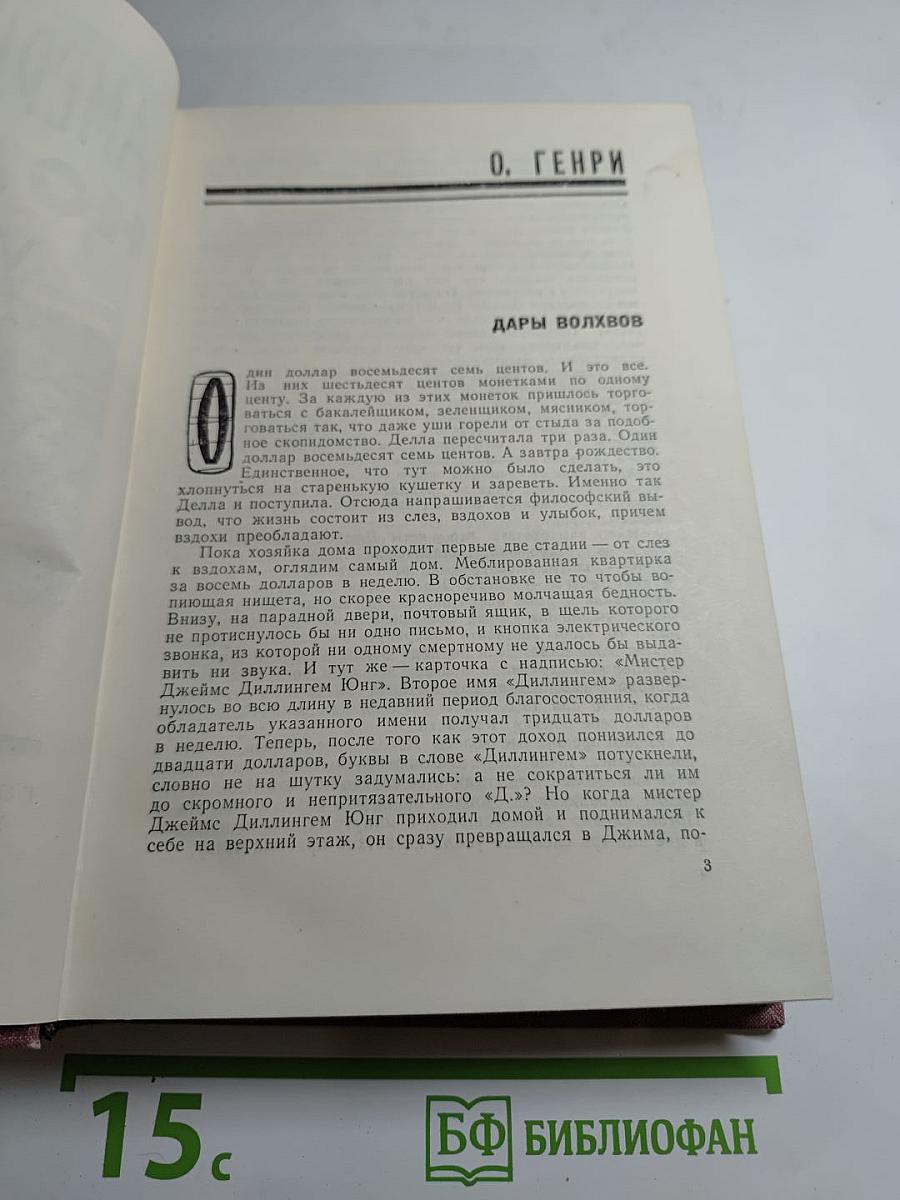 О. ГЕНРИ
ДАРЫ ВОЛХВОВ
Один доллар восемьдесят семь центов. И это все.
Из них шестьдесят центов монетками по одному
центу. За каждую из этих монеток пришлось торго-
ваться с бакалейщиком, зеленщиком, мясником, тор-
говаться так, что даже уши горели от стыда за подоб-
ное скопидомство. Делла пересчитала три раза. Один
доллар восемьдесят семь центов. А завтра рождество.
Единственное, что тут можно было сделать, это
хлопнуться на старенькую кушетку и зареветь. Именно так
Делла и поступила. Отсюда напрашивается философский вы-
вод, что жизнь состоит из слез, вздохов и улыбок, причем
вздохи преобладают.
Пока хозяйка дома проходит первые две стадии — от слез
к вздохам, оглядим самый дом. Меблированная квартирка
за восемь долларов в неделю. В обстановке не то чтобы во-
пиющая нищета, но скорее красноречиво молчащая бедность.
Внизу, на парадной двери, почтовый ящик, в щель которого
не протиснулось бы ни одно письмо, и кнопка электрического
звонка, из которой ни одному смертному не удалось бы выда-
вить ни звука. И тут же — карточка с надписью: «Мистер
Джеймс Диллингем Юнг». Второе имя «Диллингем» развер-
нулось во всю длину в недавний период благосостояния, когда
обладатель указанного имени получал тридцать долларов
в неделю. Теперь, после того как этот доход понизился до
двадцати долларов, буквы в слове «Диллингем» потускнели,
словно не на шутку задумались: а не сократиться ли им
до скромного и непритязательного «Д.»? Но когда мистер
Джеймс Диллингем Юнг приходил домой и поднимался к
себе на верхний этаж, он сразу превращался в Джима, по-
3
15 с
БФ БИБЛИОФАН